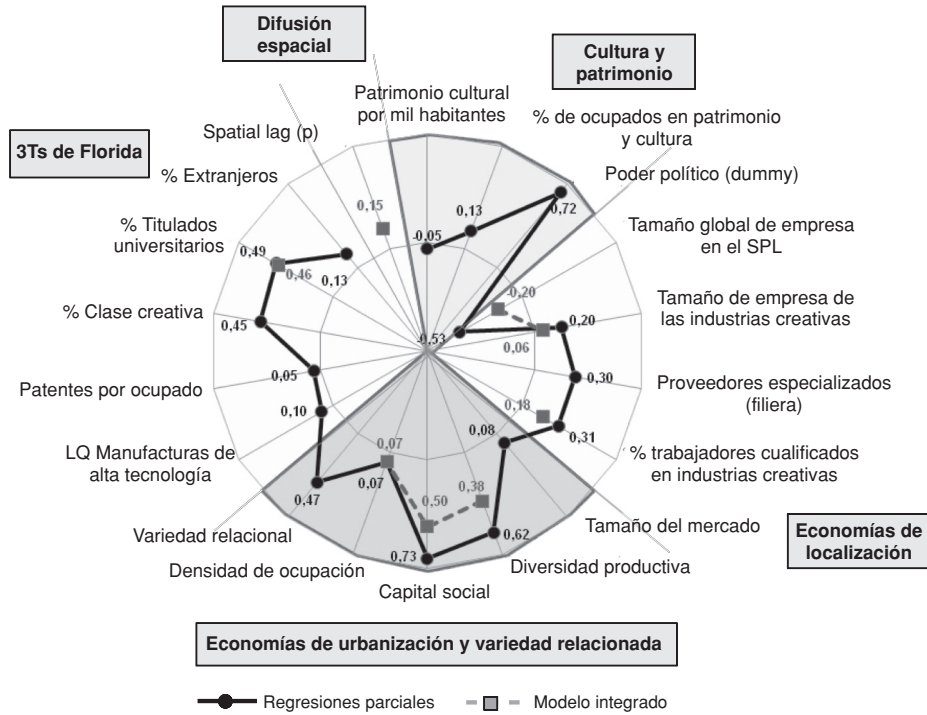 Difusión
espacial
Cultura y
patrimonio
Patrimonio cultural
por mil habitantes
% de ocupados en patrimonio
y cultura
Spatial lag (p)
3Ts de Florida
% Extranjeros
Poder político (dummy)
% Titulados
universitarios
Tamaño global de empresa
en el SPL
% Clase creativa
Tamaño de empresa de
las industrias creativas
Patentes por ocupado
Proveedores especializados
(filiera)
LQ Manufacturas de
alta tecnología
% trabajadores cualificados
en industrias creativas
Variedad relacional
Tamaño del mercado
Densidad de ocupación
Diversidad productiva
Capital social
Economías de
localización
0,15
0,13
0,72
-0,05
0,49
0,46
0,13
-0,20
0,45
0,20
-0,53
0,06
0,05
0,30
0,10
0,18
0,31
0,08
0,07
0,47
0,07
0,38
0,50
0,62
0,73
Economías de urbanización y variedad relacionada
Regresiones parciales
Modelo integrado